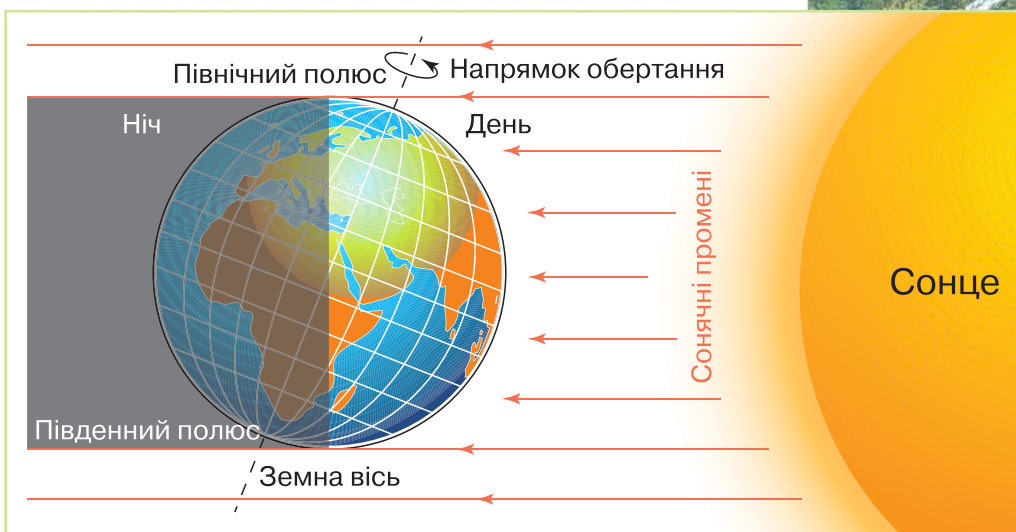 Північний полюс
Напрямок обертання
Ніч
День
Сонячні промені
Сонце
Південний полюс
Земна вісь